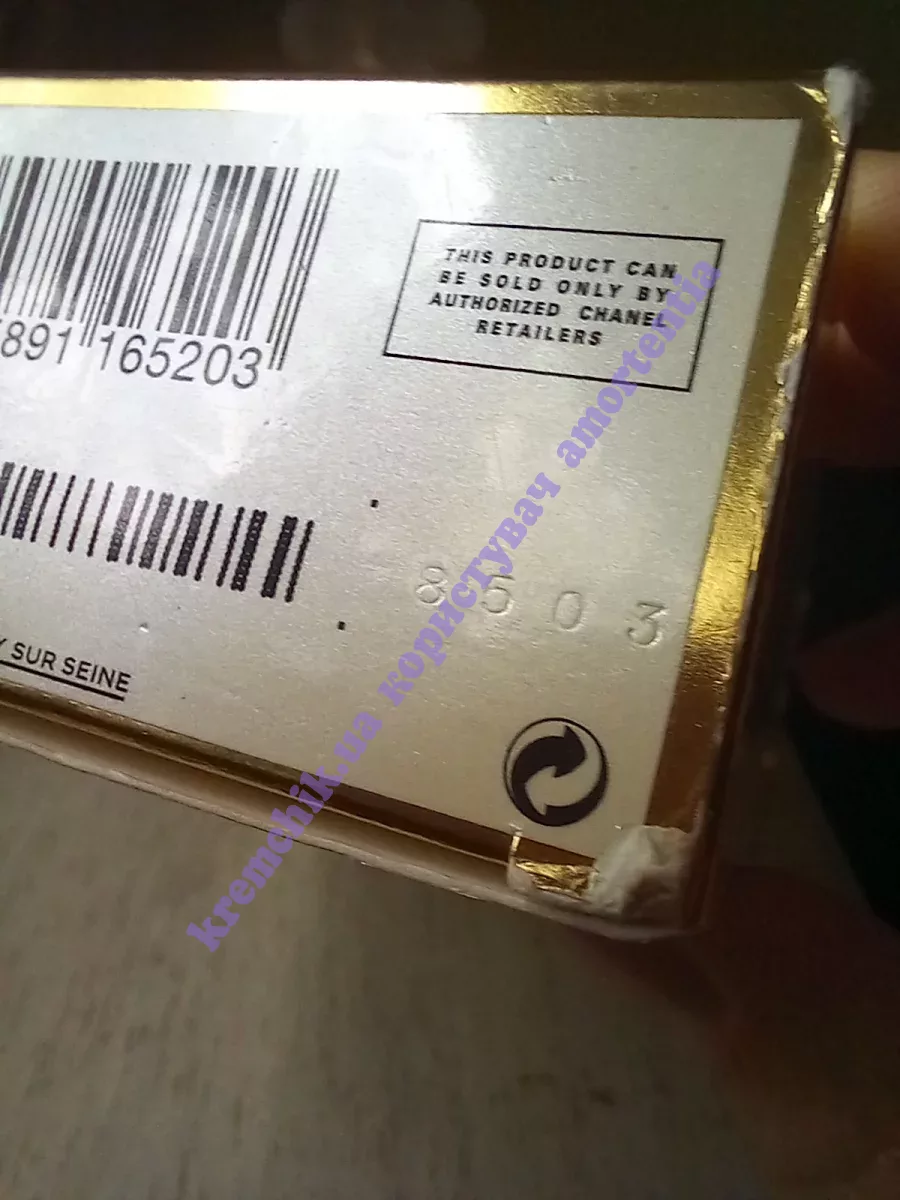 THIS PRODUCT CAN
BE SOLD ONLY BY
AUTHORIZED CHANEL
RETAILERS
891 165203
8503
SUR SEINE
kremchik.ua користувач amortentia